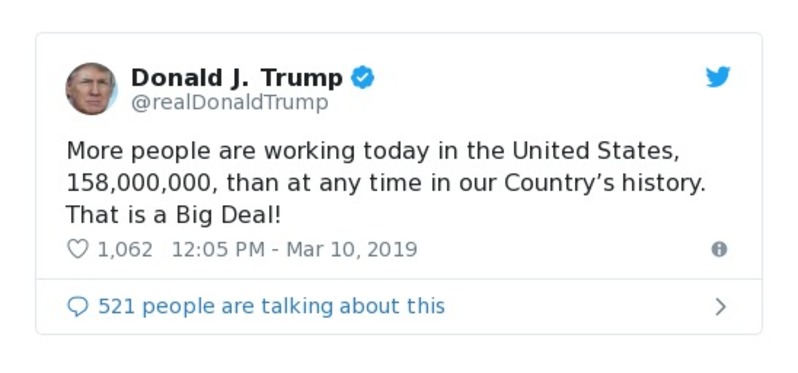 Donald J. Trump
@realDonaldTrump
More people are working today in the United States,
158,000,000, than at any time in our Country’s history.
That is a Big Deal!
1,062 12:05 PM - Mar 10, 2019
521 people are talking about this